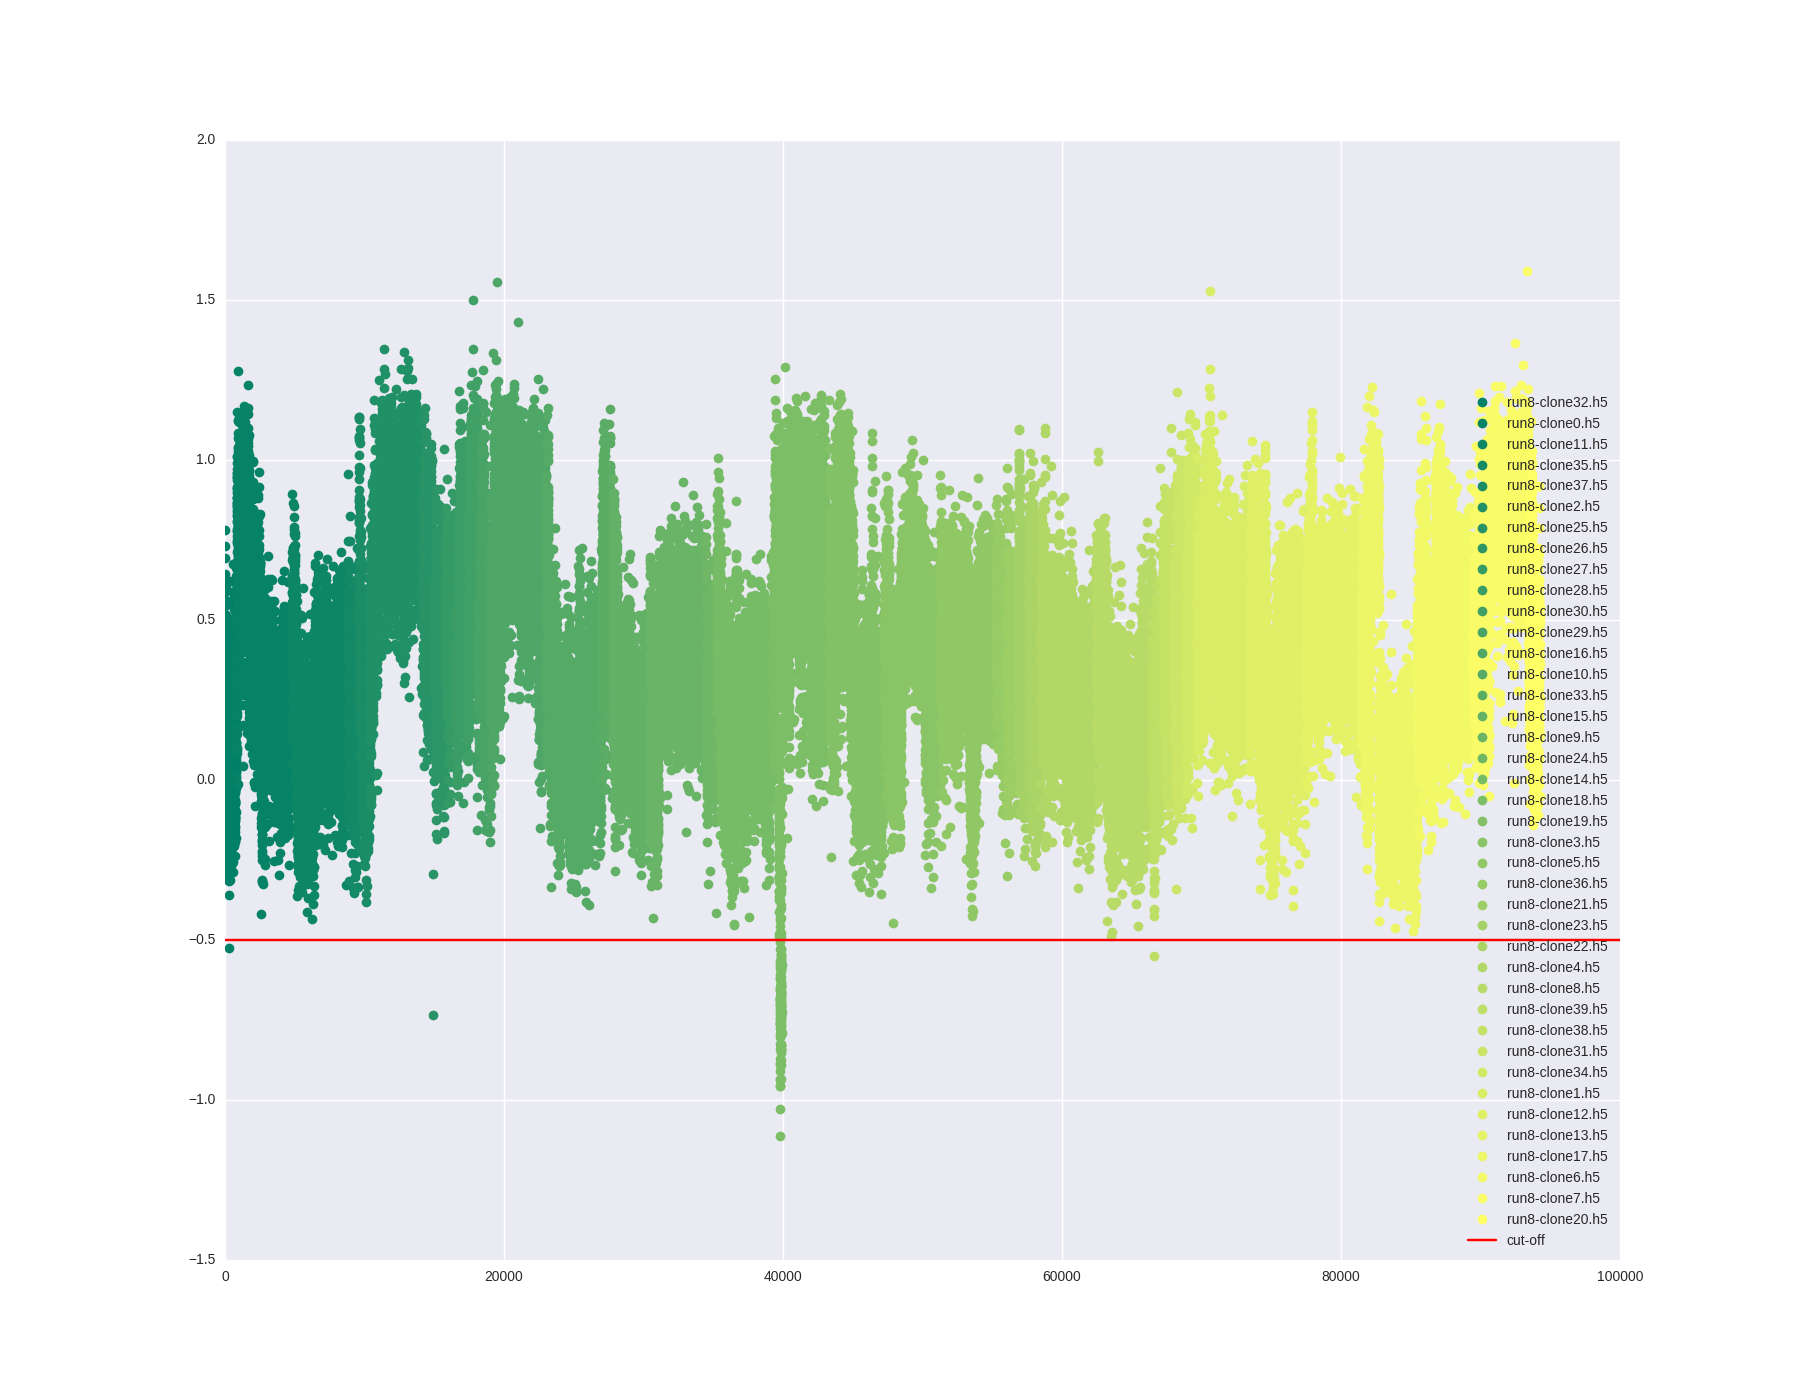 2.0
1.5
1.0
0.5
0.0
−0.5
−1.0
−1.5
0
20000
40000
60000
80000
100000
run8-clone32.h5
run8-clone0.h5
run8-clone11.h5
run8-clone35.h5
run8-clone37.h5
run8-clone2.h5
run8-clone25.h5
run8-clone26.h5
run8-clone27.h5
run8-clone28.h5
run8-clone30.h5
run8-clone29.h5
run8-clone16.h5
run8-clone10.h5
run8-clone33.h5
run8-clone15.h5
run8-clone9.h5
run8-clone24.h5
run8-clone14.h5
run8-clone18.h5
run8-clone19.h5
run8-clone3.h5
run8-clone5.h5
run8-clone36.h5
run8-clone21.h5
run8-clone23.h5
run8-clone22.h5
run8-clone4.h5
run8-clone8.h5
run8-clone39.h5
run8-clone38.h5
run8-clone31.h5
run8-clone34.h5
run8-clone1.h5
run8-clone12.h5
run8-clone13.h5
run8-clone17.h5
run8-clone6.h5
run8-clone7.h5
run8-clone20.h5
cut-off